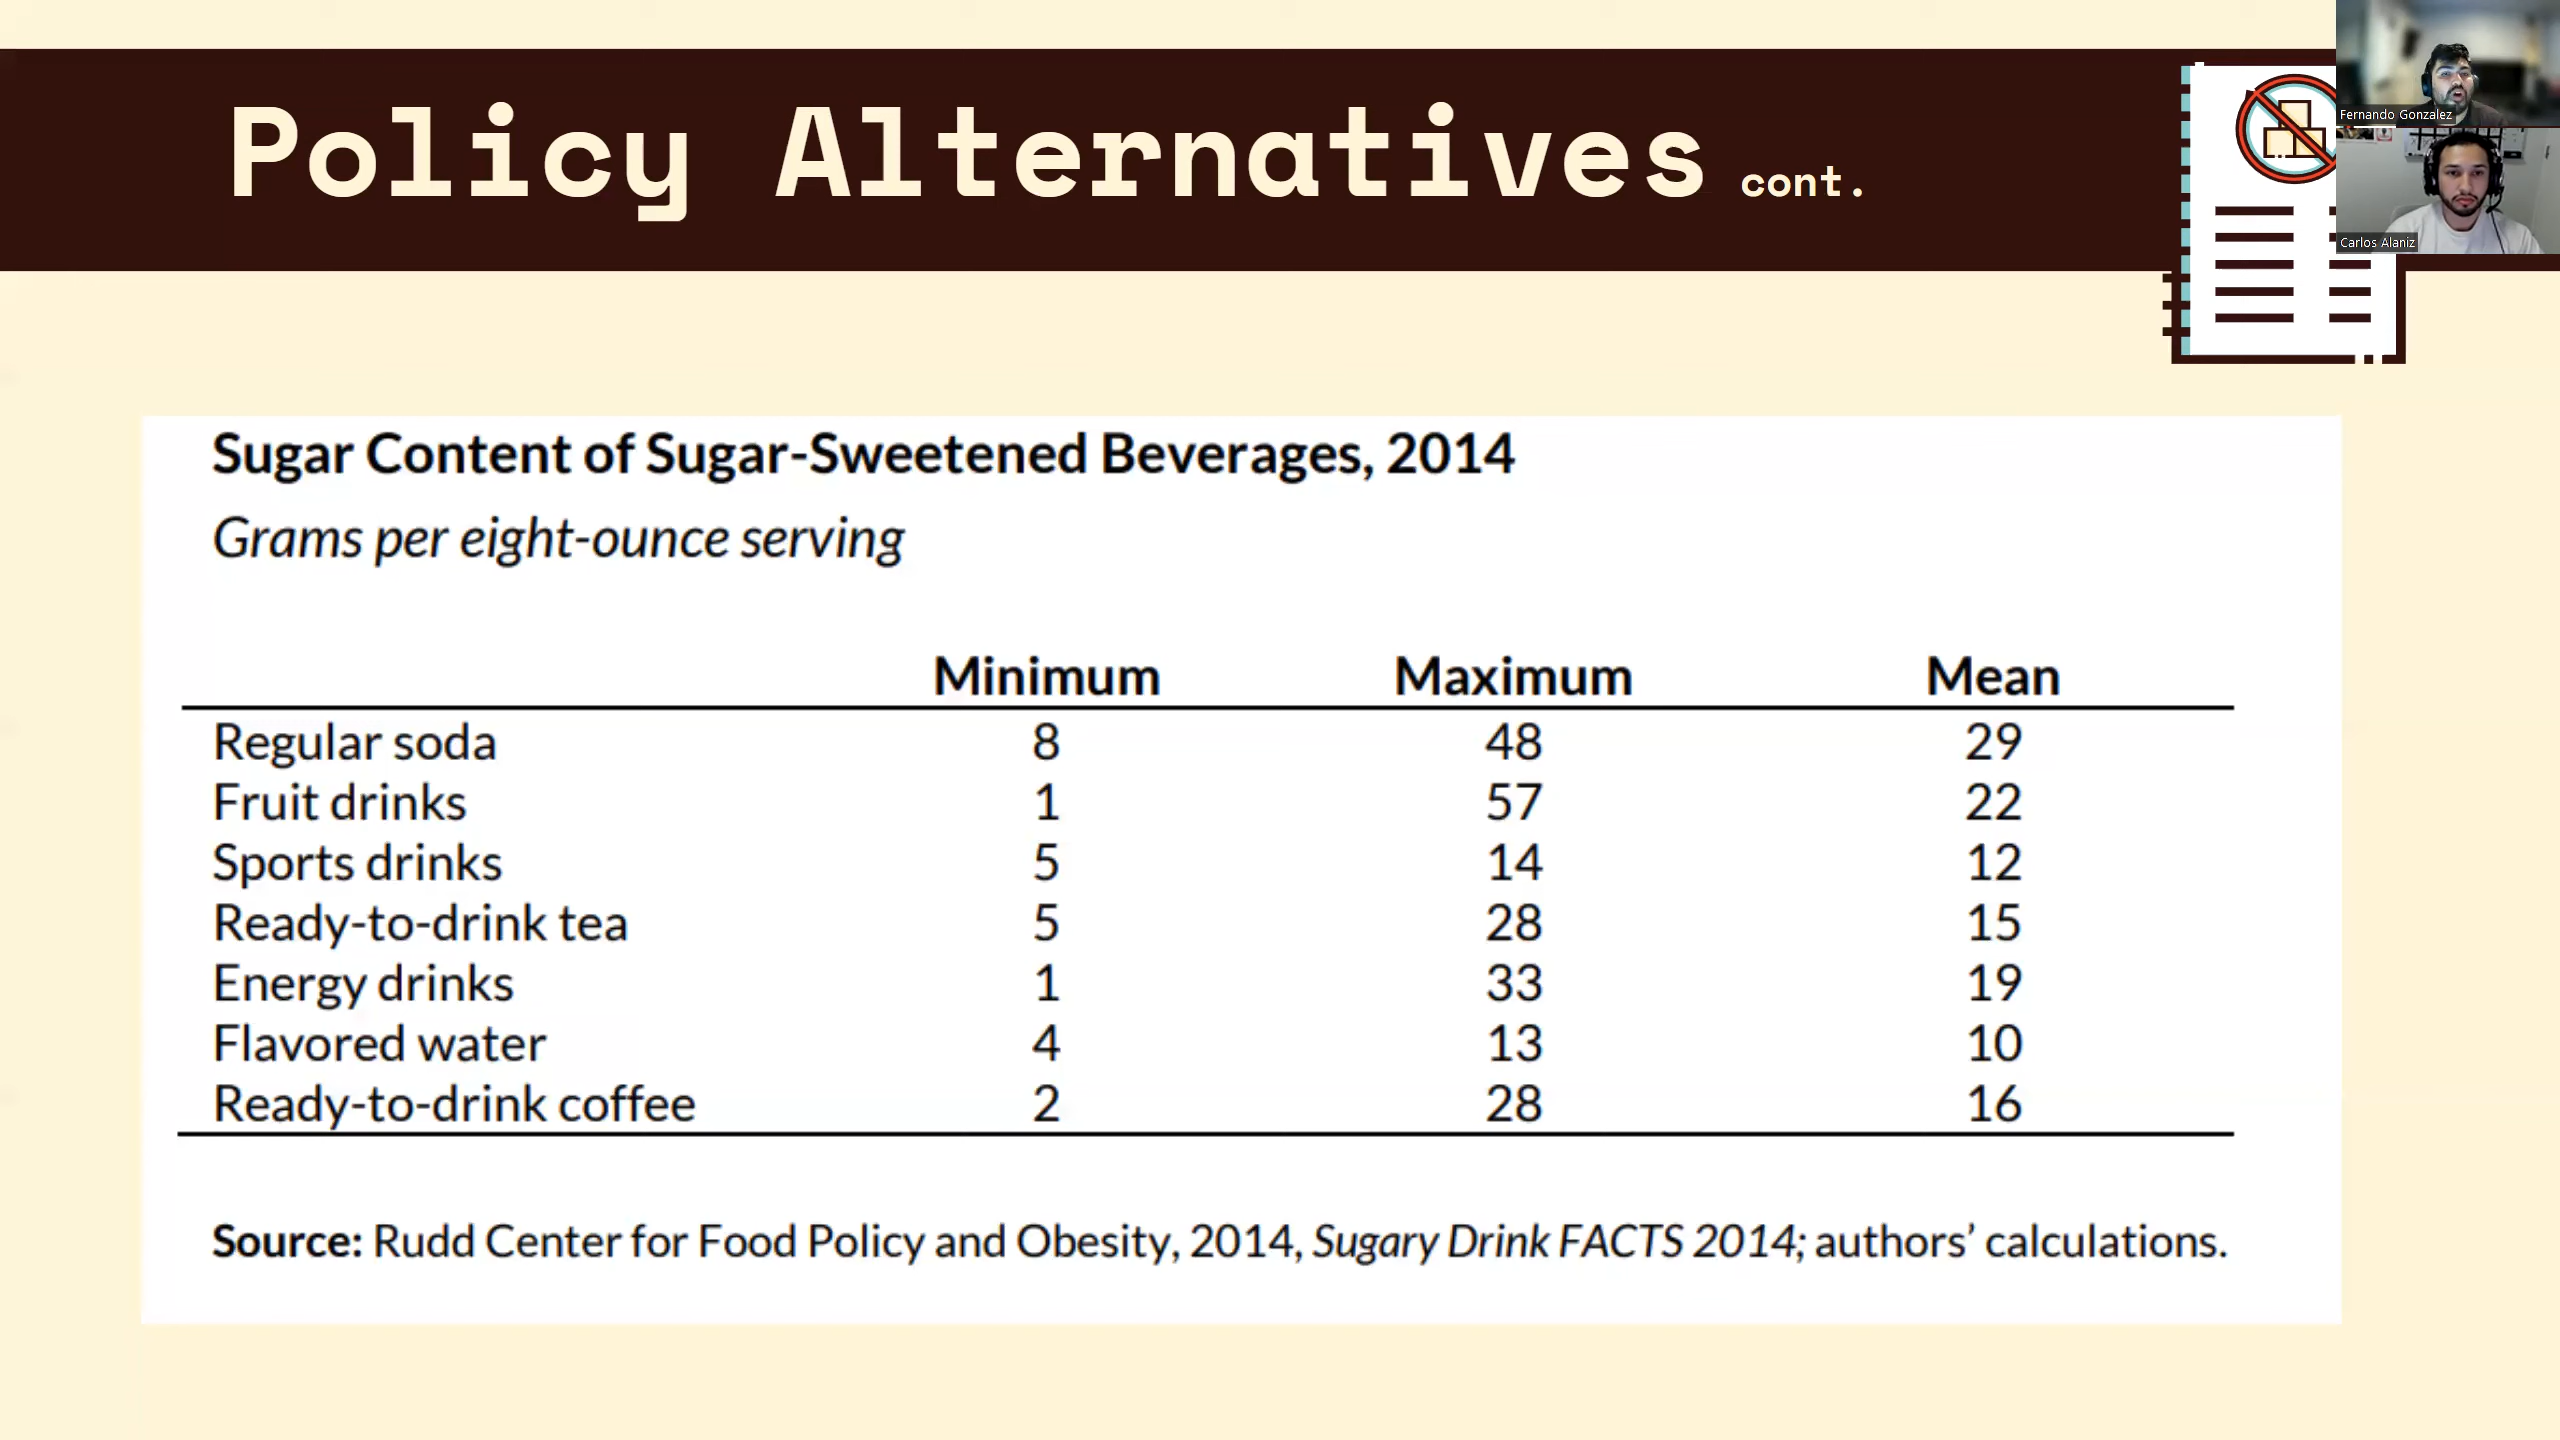 Policy Alternatives cont.
Fernando Gonzalez
Carlos Alaniz
Sugar Content of Sugar-Sweetened Beverages, 2014
Grams per eight-ounce serving
Minimum Maximum Mean
Regular soda 8 48 29
Fruit drinks 1 57 22
Sports drinks 5 14 12
Ready-to-drink tea 5 28 15
Energy drinks 1 33 19
Flavored water 4 13 10
Ready-to-drink coffee 2 28 16
Source: Rudd Center for Food Policy and Obesity, 2014, Sugary Drink FACTS 2014; authors’ calculations.